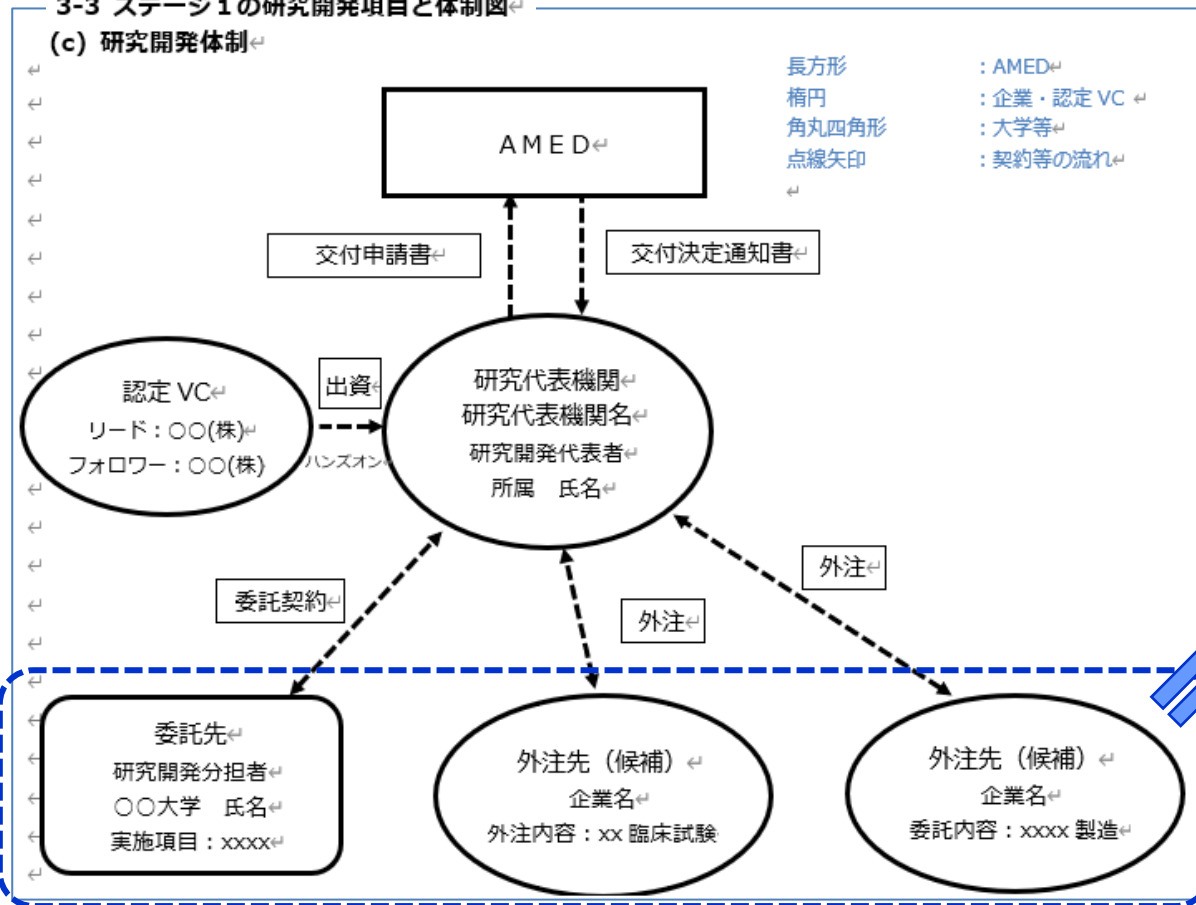 3-3 ステージ１の研究開発項目と体制図
(c) 研究開発体制
長方形 ：AMED
楕円 ：企業・認定 VC
角丸四角形 ：大学等
点線矢印 ：契約等の流れ
ＡＭＥＤ
交付申請書
交付決定通知書
認定 VC
リード：〇〇(株)
フォロワー：〇〇(株)
出資
ハンズオン
研究代表機関
研究代表機関名
研究開発代表者
所属　氏名
委託契約
外注
外注
委託先
研究開発分担者
〇〇大学　氏名
実施項目：xxxx
外注先（候補）
企業名
外注内容：xx 臨床試験
外注先（候補）
企業名
委託内容：xxxx 製造